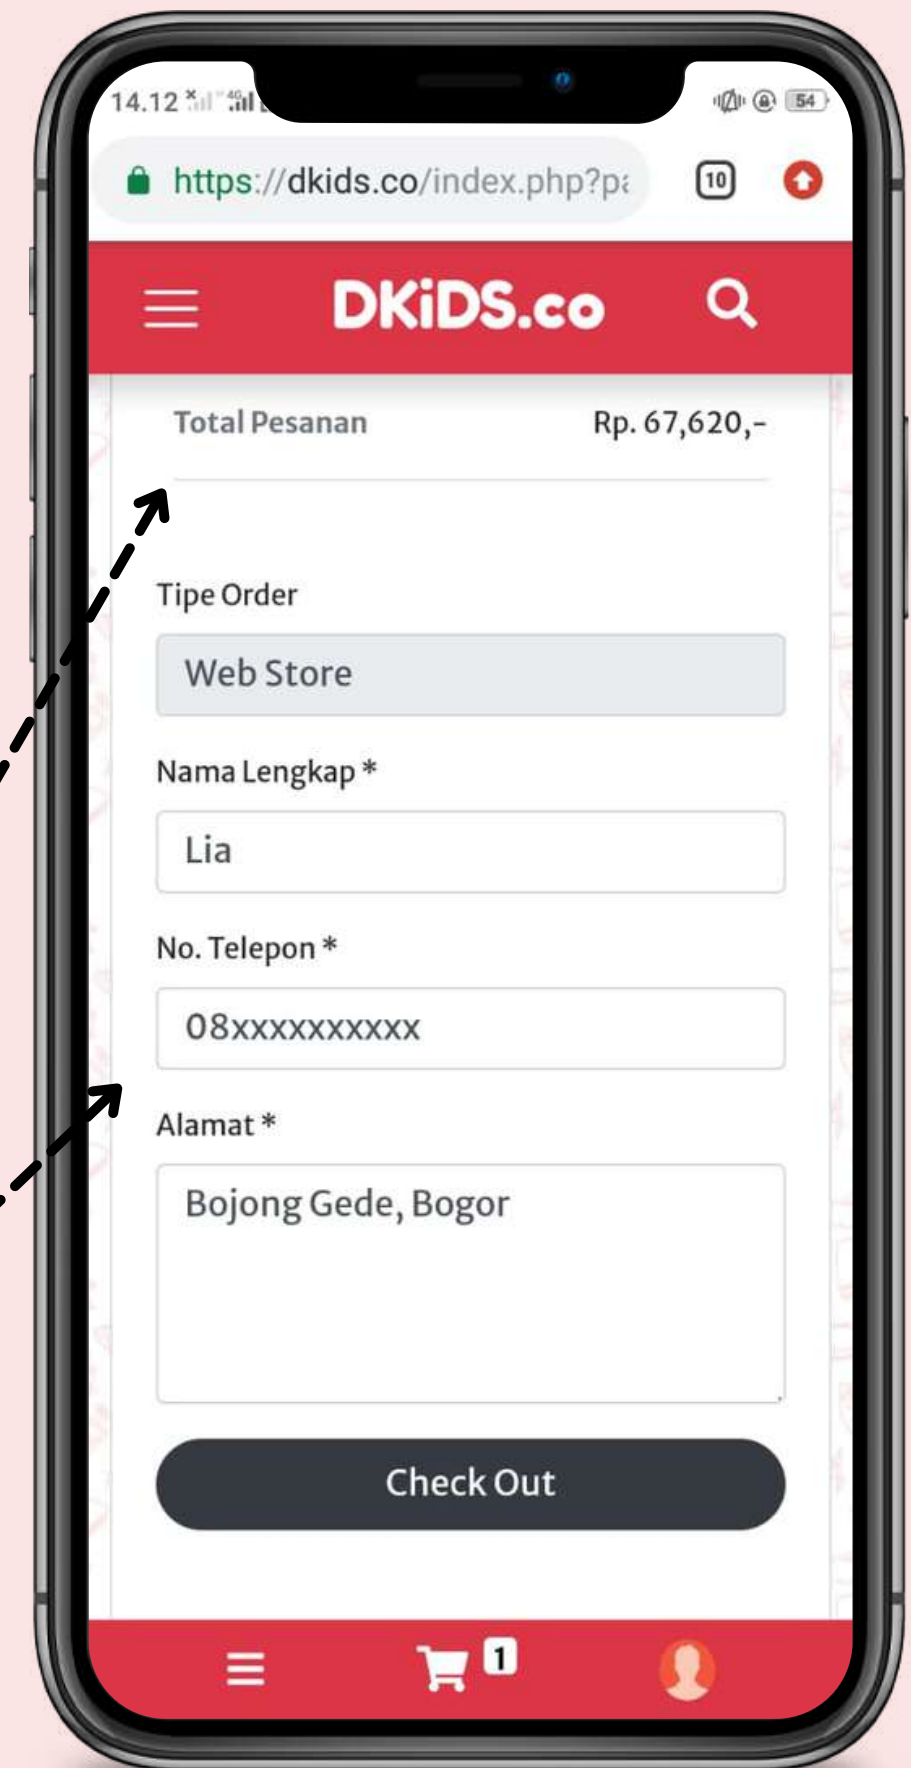 14.12
54
https://dkids.co/index.php?pa
10
DKiDS.co
Total Pesanan Rp. 67,620,-
Tipe Order
Web Store
Nama Lengkap *
Lia
No. Telepon *
08xxxxxxxxxx
Alamat *
Bojong Gede, Bogor
Check Out
1